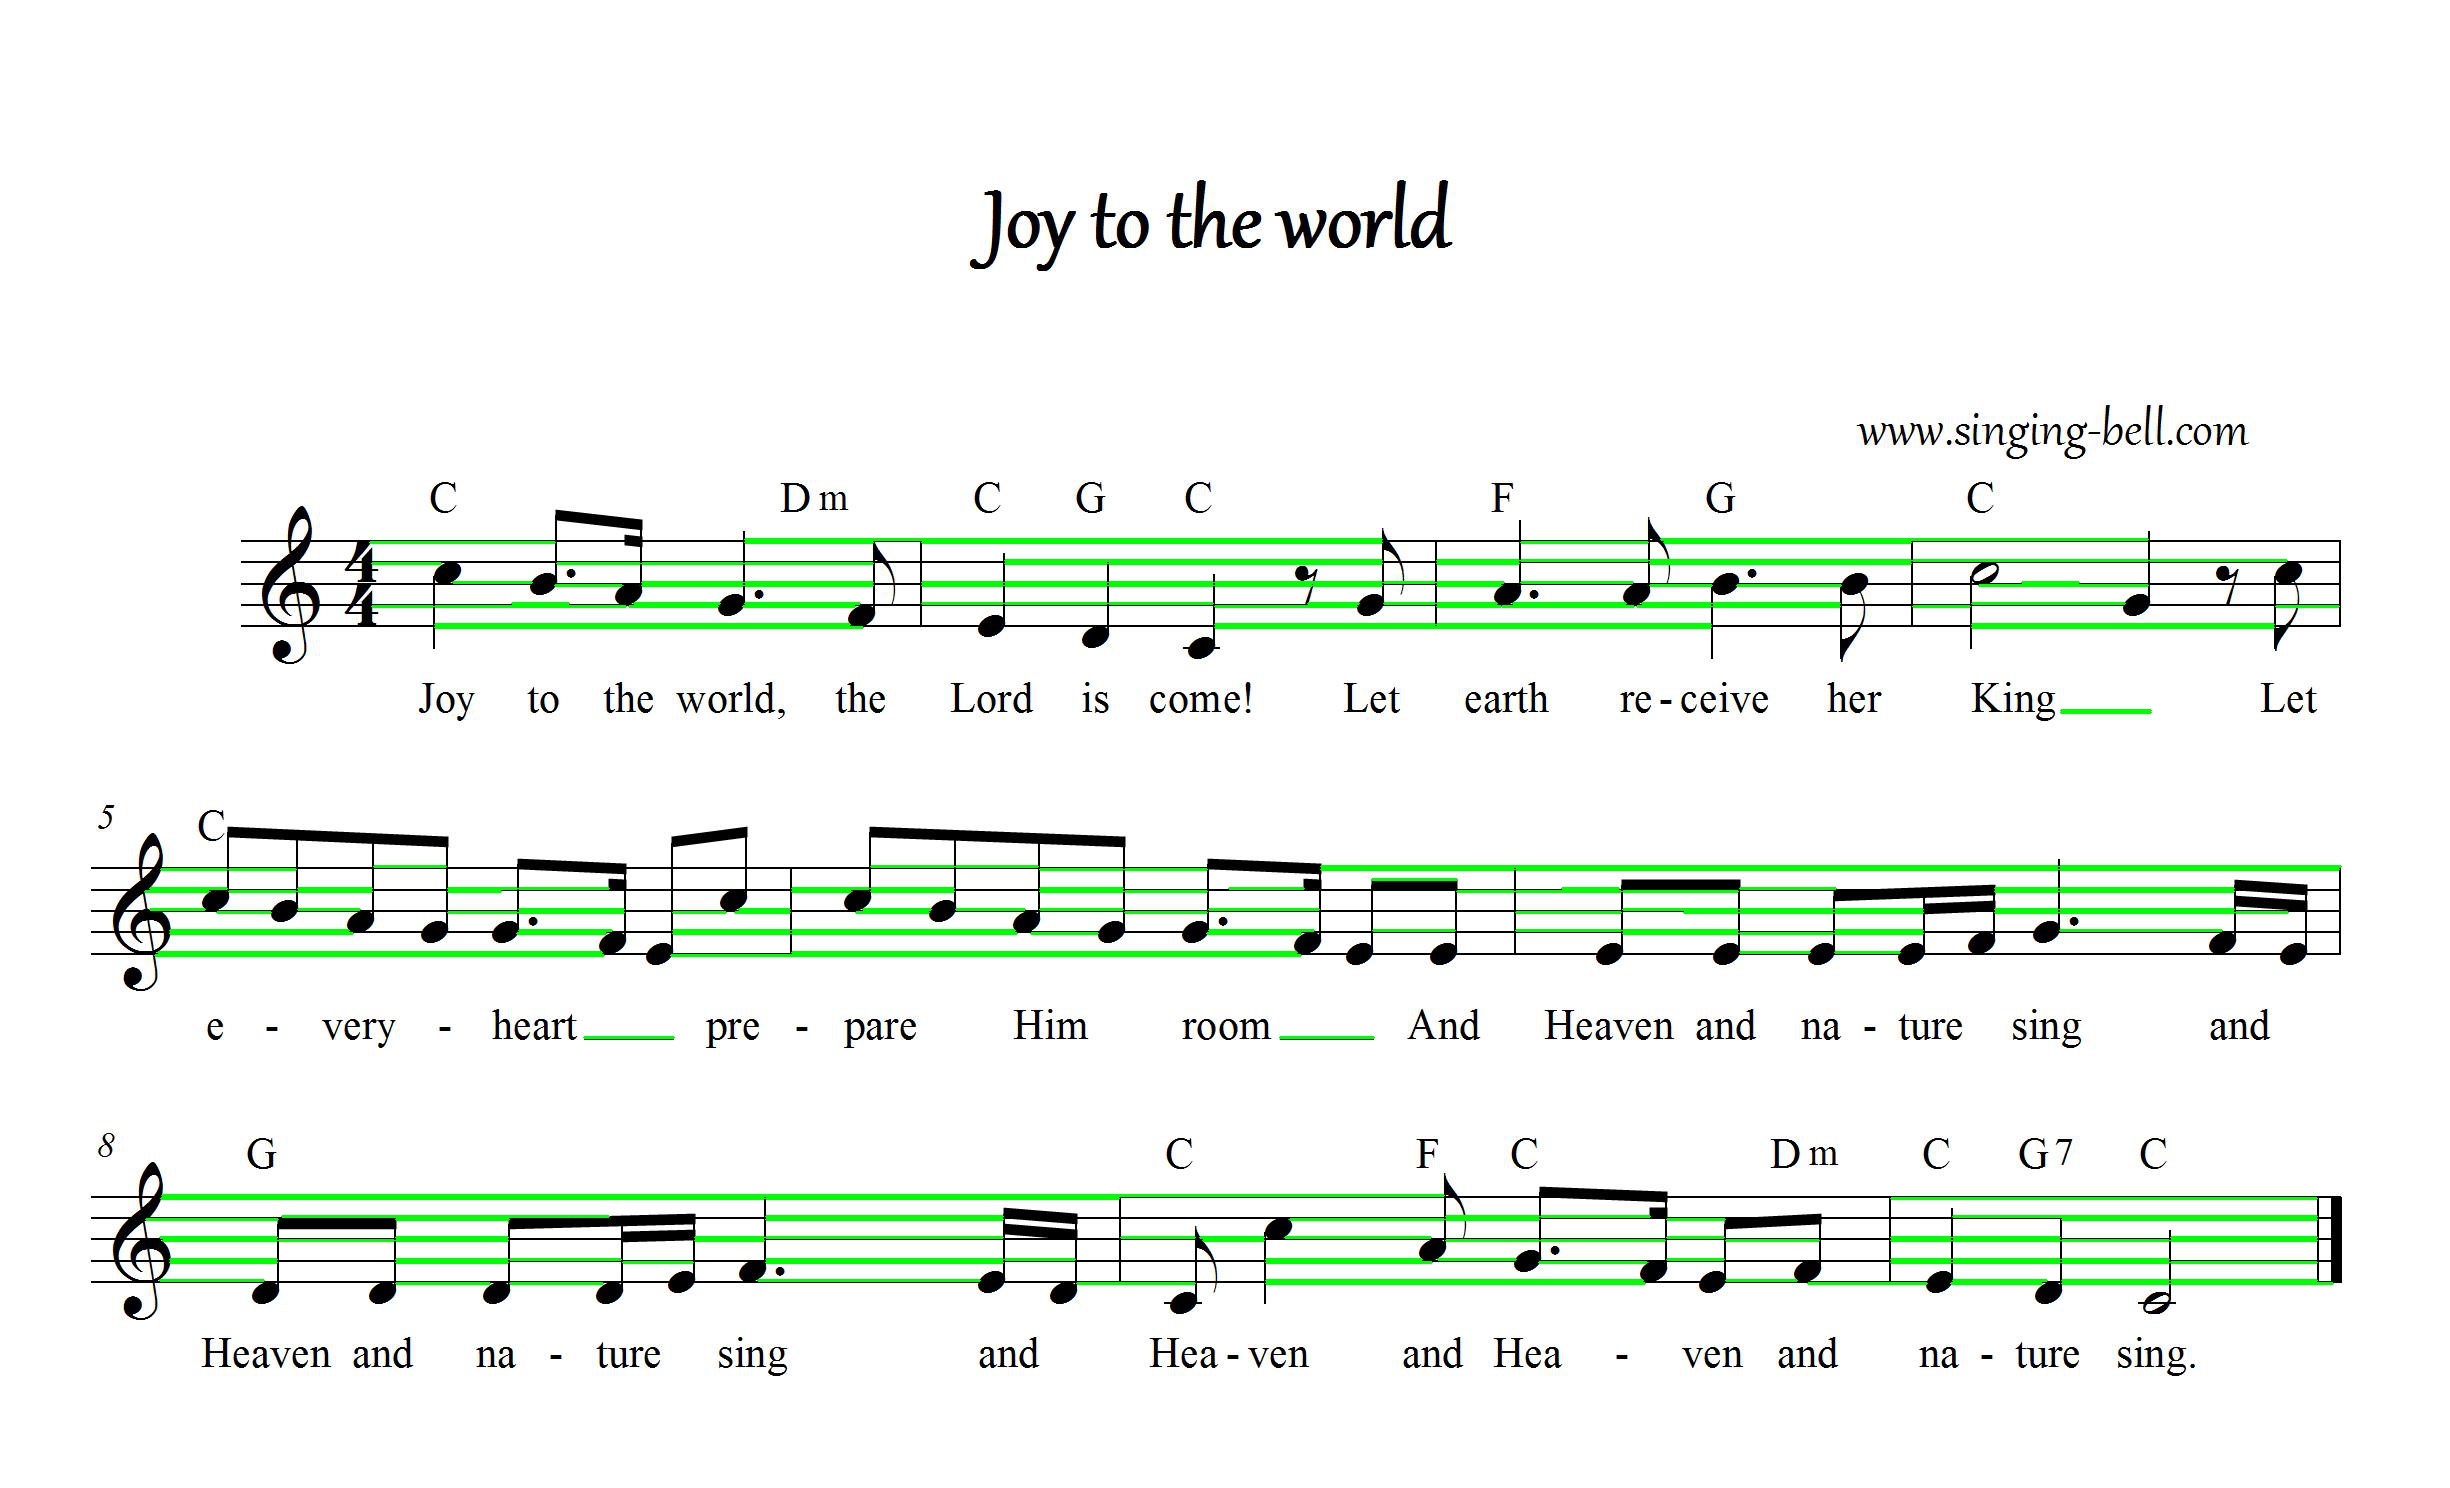 Joy to the world
www.singing-bell.com
C Dm C G C F G C
4
4
Joy to the world, the Lord is come! Let earth re-ceive her King Let
5 C
e - very - heart pre - pare Him room And Heaven and na - ture sing and
8 G C F C Dm C G7 C
Heaven and na - ture sing and Hea-ven and Hea - ven and na - ture sing.